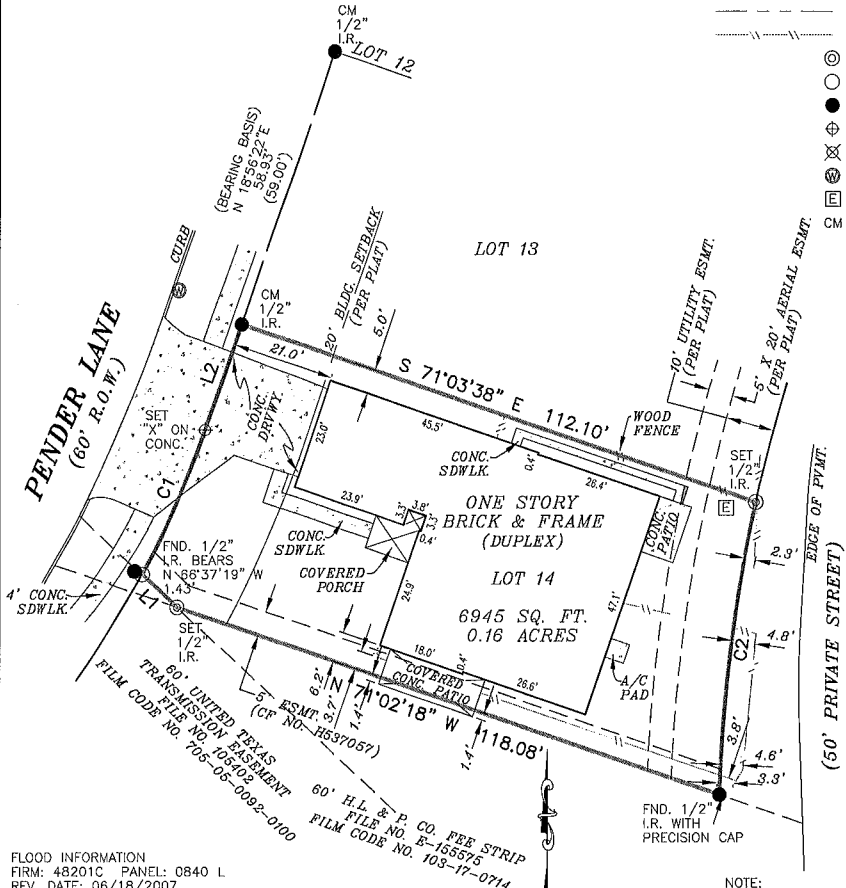 CM
1/2"
I.R.
LOT 12
(BEARING BASIS)
N 18°56'22"E
58.93'
(59.00')
CURB
W
E
CM
LOT 13
20' BLDG. SETBACK
(PER PLAT)
5.0'
10' UTILITY ESMT.
(PER PLAT)
5' X 20' AERIAL ESMT.
(PER PLAT)
CM
1/2"
I.R.
21.0'
S 71°03'38" E 112.10'
WOOD
FENCE
PENDER LANE
(60' R.O.W.)
L2
SET
"X" ON
CONC.
CONC.
DRVWY
C1
23.0'
45.5'
CONC.
SDWLK.
0.4'
26.4'
SET
1/2"
I.R.
E
EDGE OF PVMT.
23.9'
3.3'
3.8'
3.3'
0.4'
ONE STORY
BRICK & FRAME
(DUPLEX)
LOT 14
6945 SQ. FT.
0.16 ACRES
CONC.
PATIO
2.9'
CONC.
SDWLK.
COVERED
PORCH
24.9'
47.1'
FND. 1/2"
I.R. BEARS
N 66°37'19" W
1.43'
4' CONC.
SDWLK.
L1
SET
1/2"
I.R.
4.8'
C2
(50' PRIVATE STREET)
18.0'
0.4'
COVERED
CONC. PATIO
26.6'
A/C
PAD
5' ESMT.
(CF NO. H537057)
6.2'
3.7'
1.4'
N 71°02'18" W 118.08'
1.4'
3.8'
4.6'
3.3'
60' UNITED TEXAS
TRANSMISSION EASEMENT
FILE NO. 105402
FILM CODE NO. 705-05-0092-0100
60' H.L. & P. CO. FEE STRIP
FILE NO. E-155575
FILM CODE NO. 103-17-0714
FND. 1/2"
I.R. WITH
PRECISION CAP
FLOOD INFORMATION
FIRM: 48201C PANEL: 0840 L
REV. DATE: 06/18/2007
NOTE: